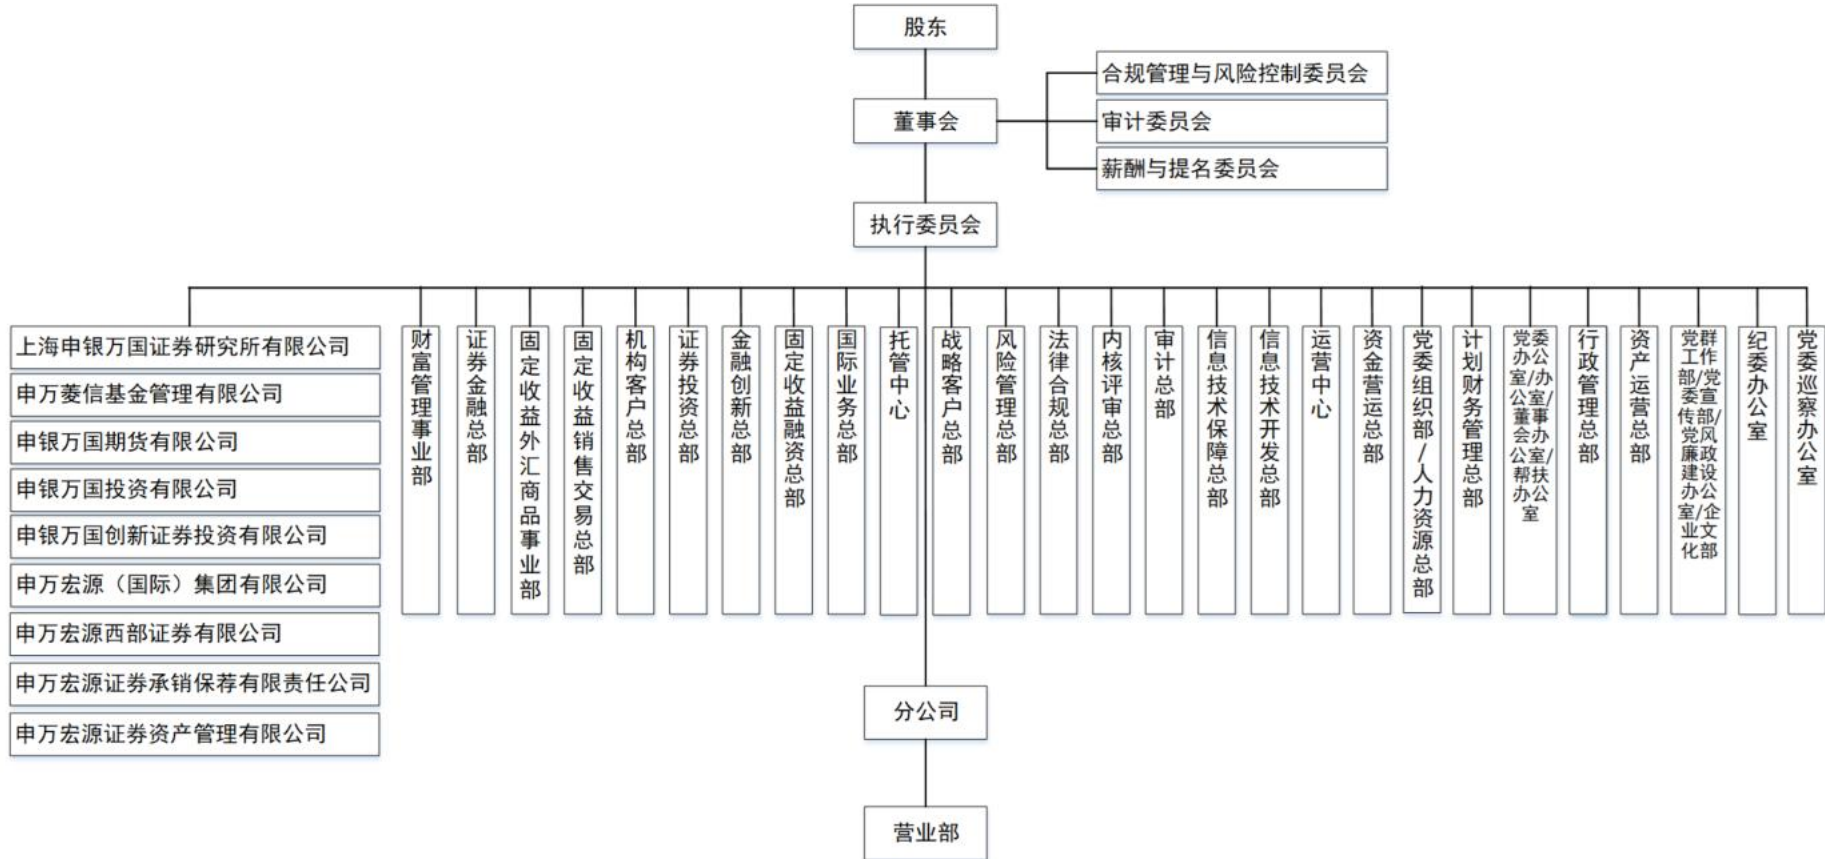 股东
董事会
合规管理与风险控制委员会
审计委员会
薪酬与提名委员会
执行委员会
上海申银万国证券研究所有限公司
申万菱信基金管理有限公司
申银万国期货有限公司
申银万国投资有限公司
申银万国创新证券投资有限公司
申万宏源（国际）集团有限公司
申万宏源西部证券有限公司
申万宏源证券承销保荐有限责任公司
申万宏源证券资产管理有限公司
财富管理事业部
证券金融总部
固定收益外汇商品事业部
固定收益销售交易总部
机构客户总部
证券投资总部
金融创新总部
固定收益融资总部
国际业务总部
托管中心
战略客户总部
风险管理总部
法律合规总部
内核评审总部
审计总部
信息技术保障总部
信息技术开发总部
运营中心
资金营运总部
党委组织部/人力资源总部
计划财务管理总部
党委办公室/办公室/董事会办公室/帮扶办公室
行政管理总部
资产运营总部
党群工作部/党委宣传部/党风廉政建设办公室/企业文化部
纪委办公室
党委巡察办公室
分公司
营业部